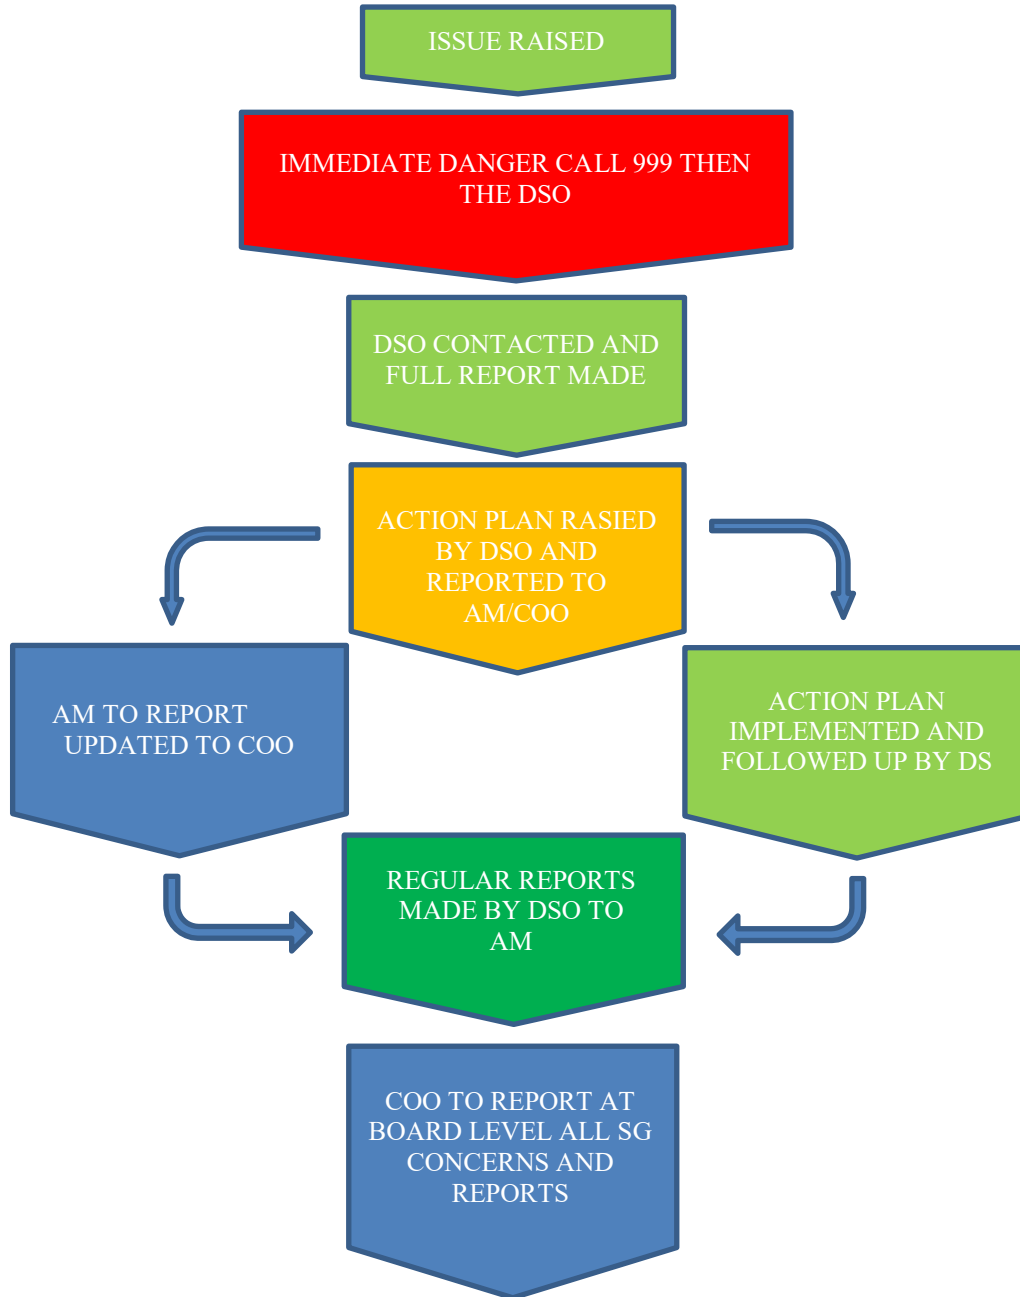 ISSUE RAISED
IMMEDIATE DANGER CALL 999 THEN
THE DSO
DSO CONTACTED AND
FULL REPORT MADE
ACTION PLAN RASIED
BY DSO AND
REPORTED TO
AM/COO
AM TO REPORT
UPDATED TO COO
ACTION PLAN
IMPLEMENTED AND
FOLLOWED UP BY DS
REGULAR REPORTS
MADE BY DSO TO
AM
COO TO REPORT AT
BOARD LEVEL ALL SG
CONCERNS AND
REPORTS